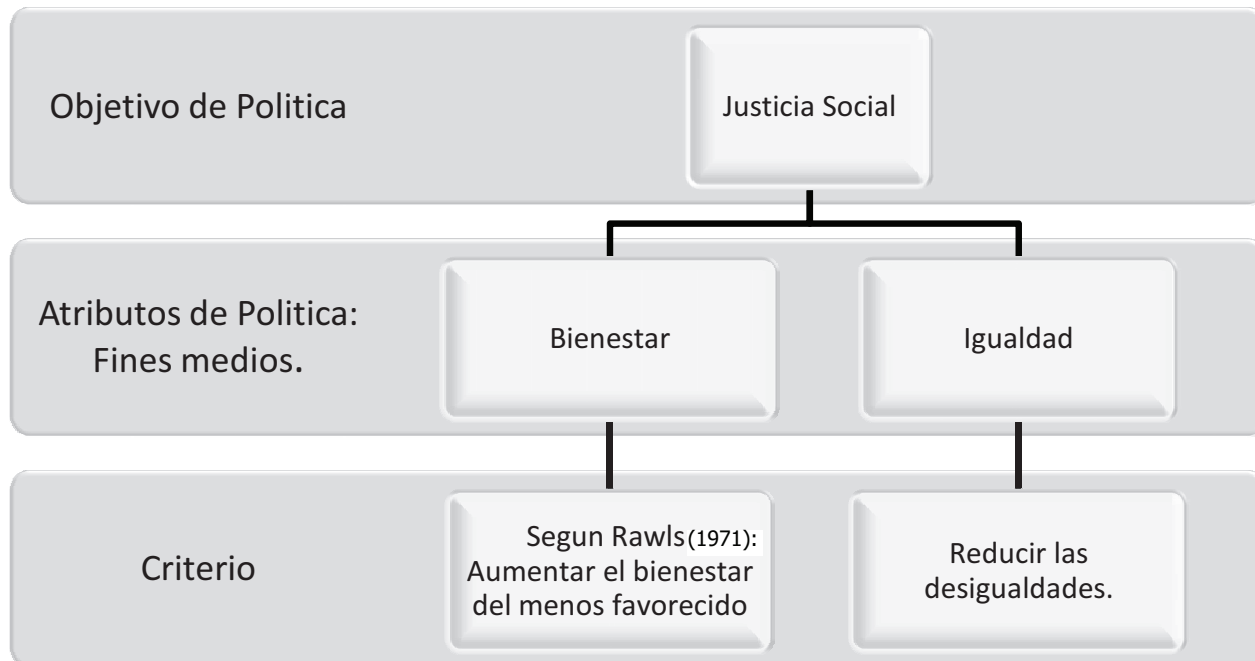 Objetivo de Politica
Justicia Social
Atributos de Politica:
Fines medios.
Bienestar
Igualdad
Criterio
Segun Rawls (1971):
Aumentar el bienestar
del menos favorecido
Reducir las
desigualdades.